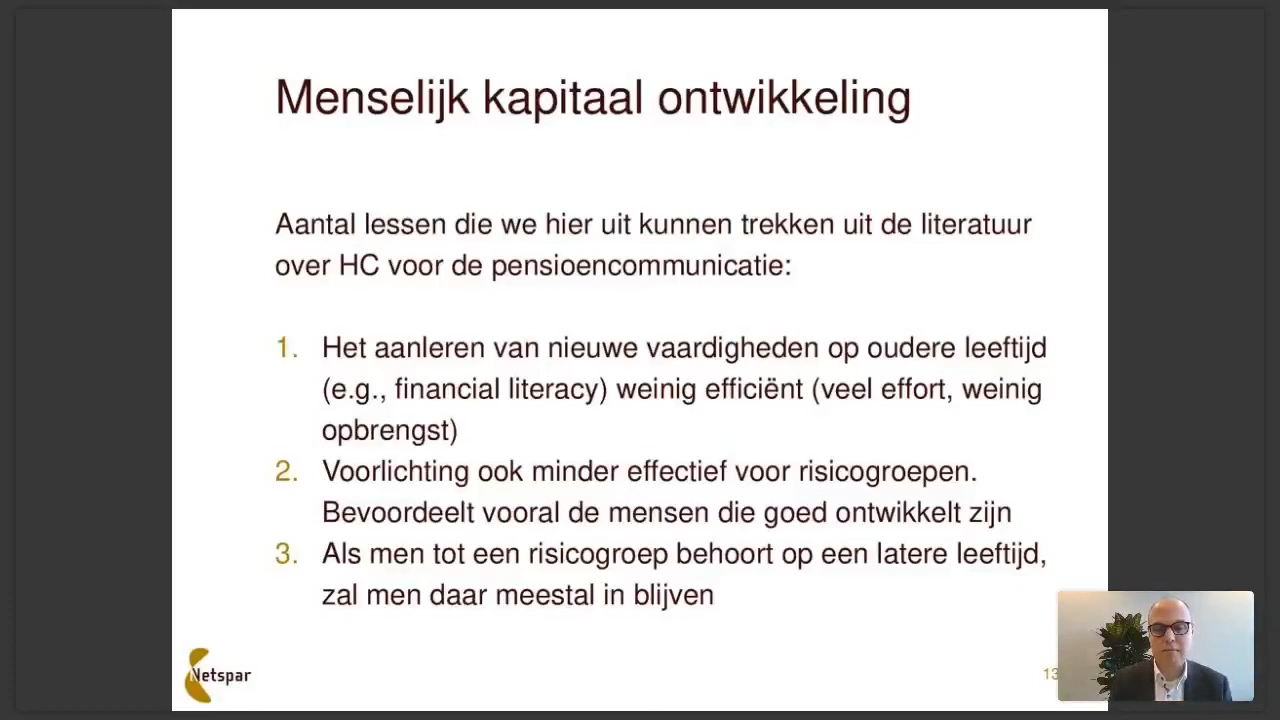 Menselijk kapitaal ontwikkeling
Aantal lessen die we hier uit kunnen trekken uit de literatuur
over HC voor de pensioencommunicatie:
1. Het aanleren van nieuwe vaardigheden op oudere leeftijd
(e.g., financial literacy) weinig efficiënt (veel effort, weinig
opbrengst)
2. Voorlichting ook minder effectief voor risicogroepen.
Bevoordeelt vooral de mensen die goed ontwikkelt zijn
3. Als men tot een risicogroep behoort op een latere leeftijd,
zal men daar meestal in blijven
Netspar
13